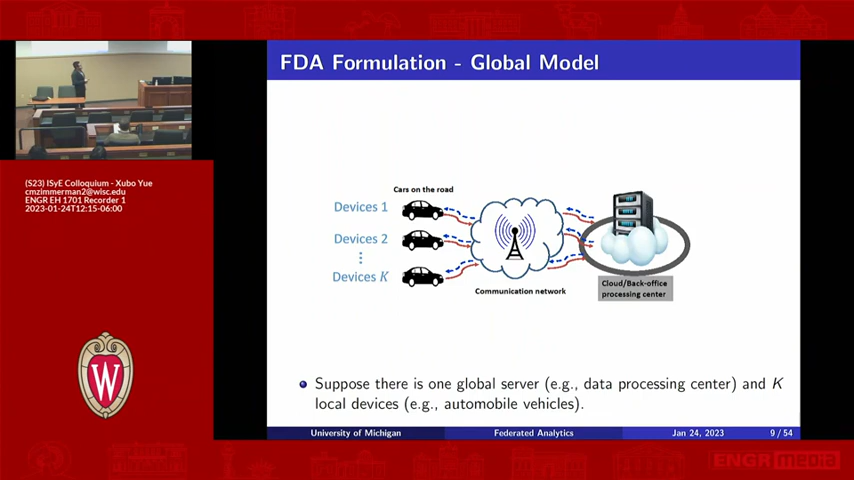 FDA Formulation - Global Model
Cars on the road
Devices 1
Devices 2
⋮
Devices K
Communication network
Cloud/Back-office
processing center
Suppose there is one global server (e.g., data processing center) and K
local devices (e.g., automobile vehicles).
University of Michigan
Federated Analytics
Jan 24, 2023
9 / 54
(S23) ISyE Colloquium - Xubo Yue
cmzimmerman2@wisc.edu
ENGR EH 1701 Recorder 1
2023-01-24T12:15-06:00
W
ENGR media